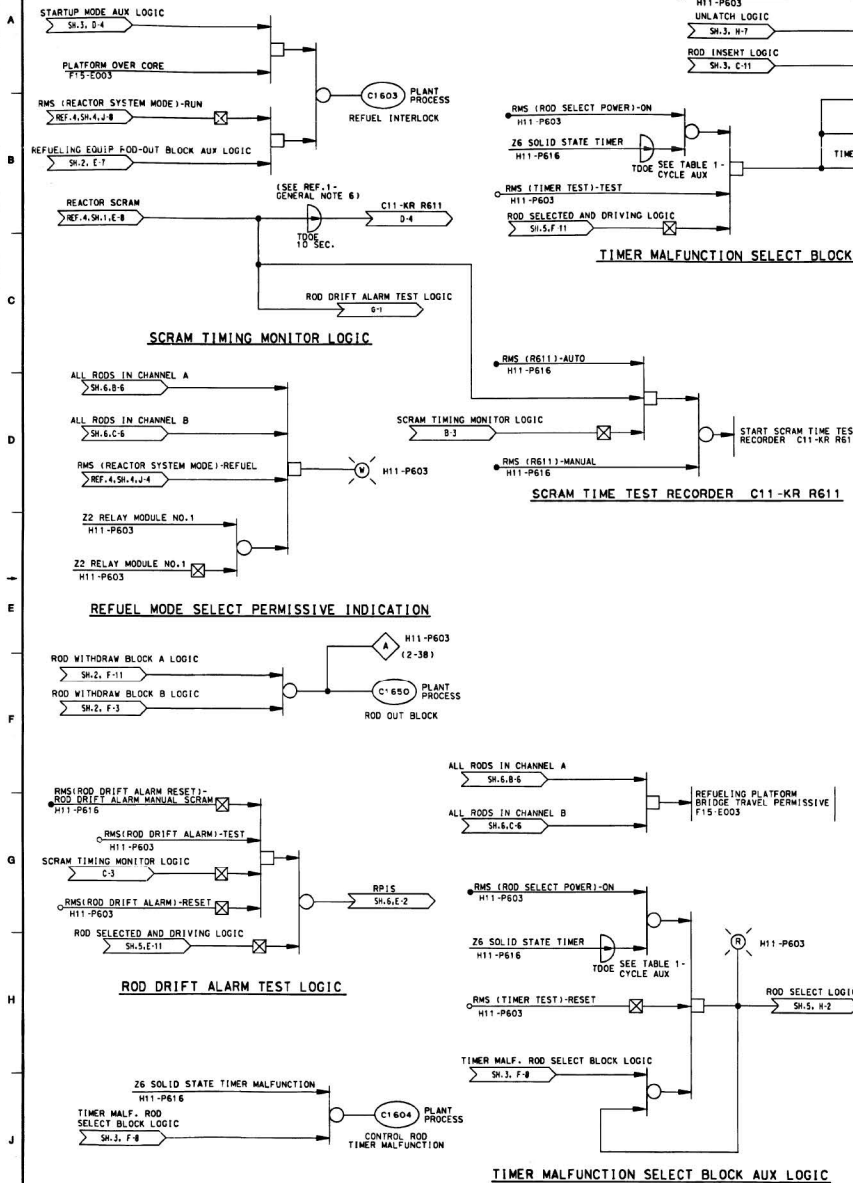 A
STARTUP MODE AUX LOGIC
SH.3, D-4
PLATFORM OVER CORE
F15-E003
C1603
PLANT
PROCESS
REFUEL INTERLOCK
H11-P603
UNLATCH LOGIC
SH.3, H-7
ROD INSERT LOGIC
SH.3, C-11
B
RMS (REACTOR SYSTEM MODE)-RUN
REF.4,SH.4,J-8
REFUELING EQUIP ROD-OUT BLOCK AUX LOGIC
SH.2, E-7
REACTOR SCRAM
REF.4.SH.1,E-8
(SEE REF.1-
GENERAL NOTE 6)
TDOE
10 SEC.
C11-KR R611
D-4
RMS (ROD SELECT POWER)-ON
H11-P603
Z6 SOLID STATE TIMER
H11-P616
TDOE
SEE TABLE 1-
CYCLE AUX
TIME
RMS (TIMER TEST)-TEST
H11-P603
ROD SELECTED AND DRIVING LOGIC
SH.5,F-11
TIMER MALFUNCTION SELECT BLOCK
C
ROD DRIFT ALARM TEST LOGIC
G-1
SCRAM TIMING MONITOR LOGIC
D
ALL RODS IN CHANNEL A
SH.6,B-6
ALL RODS IN CHANNEL B
SH.6,C-6
RMS (REACTOR SYSTEM MODE)-REFUEL
REF.4,SH.4,J-4
W
H11-P603
RMS (R611)-AUTO
H11-P616
SCRAM TIMING MONITOR LOGIC
B-3
RMS (R611)-MANUAL
H11-P616
START SCRAM TIME TES
RECORDER C11-KR R61
SCRAM TIME TEST RECORDER C11-KR R611
E
Z2 RELAY MODULE NO.1
H11-P603
Z2 RELAY MODULE NO.1
H11-P603
REFUEL MODE SELECT PERMISSIVE INDICATION
F
ROD WITHDRAW BLOCK A LOGIC
SH.2, F-11
ROD WITHDRAW BLOCK B LOGIC
SH.2, F-3
A
H11-P603
(2-38)
C1650
PLANT
PROCESS
ROD OUT BLOCK
ALL RODS IN CHANNEL A
SH.6,B-6
ALL RODS IN CHANNEL B
SH.6,C-6
REFUELING PLATFORM
BRIDGE TRAVEL PERMISSIVE
F15-E003
G
RMS(ROD DRIFT ALARM RESET)-
ROD DRIFT ALARM MANUAL SCRAM
H11-P616
RMS(ROD DRIFT ALARM)-TEST
H11-P603
SCRAM TIMING MONITOR LOGIC
C-3
RMS(ROD DRIFT ALARM)-RESET
H11-P603
ROD SELECTED AND DRIVING LOGIC
SH.5,E-11
RPIS
SH.6,E-2
ROD DRIFT ALARM TEST LOGIC
H
RMS (ROD SELECT POWER)-ON
H11-P603
Z6 SOLID STATE TIMER
H11-P616
TDOE
SEE TABLE 1-
CYCLE AUX
R
H11-P603
RMS (TIMER TEST)-RESET
H11-P603
ROD SELECT LOGIC
SH.5, H-2
TIMER MALF. ROD SELECT BLOCK LOGIC
SH.3, F-8
J
Z6 SOLID STATE TIMER MALFUNCTION
H11-P616
TIMER MALF. ROD
SELECT BLOCK LOGIC
SH.3, F-8
C1604
PLANT
PROCESS
CONTROL ROD
TIMER MALFUNCTION
TIMER MALFUNCTION SELECT BLOCK AUX LOGIC